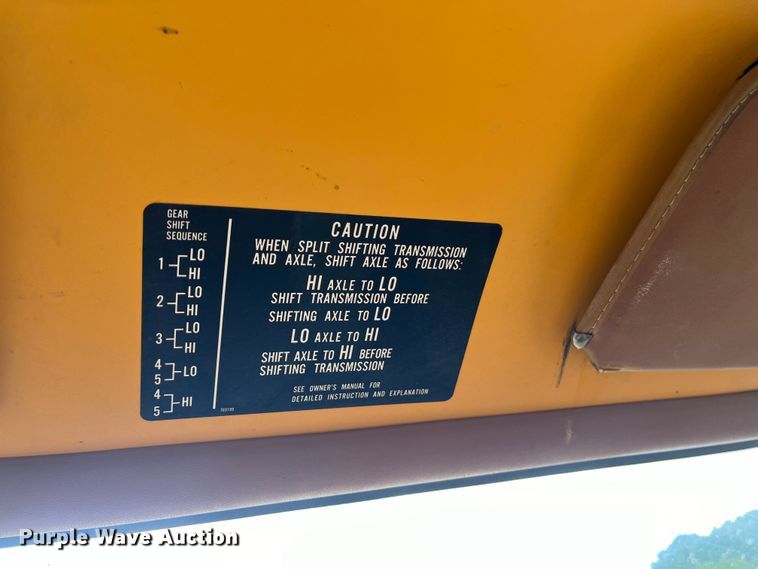 GEAR
SHIFT
SEQUENCE
1 LO
HI
2 LO
HI
3 LO
HI
4
5 LO
4
5 HI
CAUTION
WHEN SPLIT SHIFTING TRANSMISSION
AND AXLE, SHIFT AXLE AS FOLLOWS:
HI AXLE TO LO
SHIFT TRANSMISSION BEFORE
SHIFTING AXLE TO LO
LO AXLE TO HI
SHIFT AXLE TO HI BEFORE
SHIFTING TRANSMISSION
SEE OWNER'S MANUAL FOR
DETAILED INSTRUCTION AND EXPLANATION
Purple Wave Auction